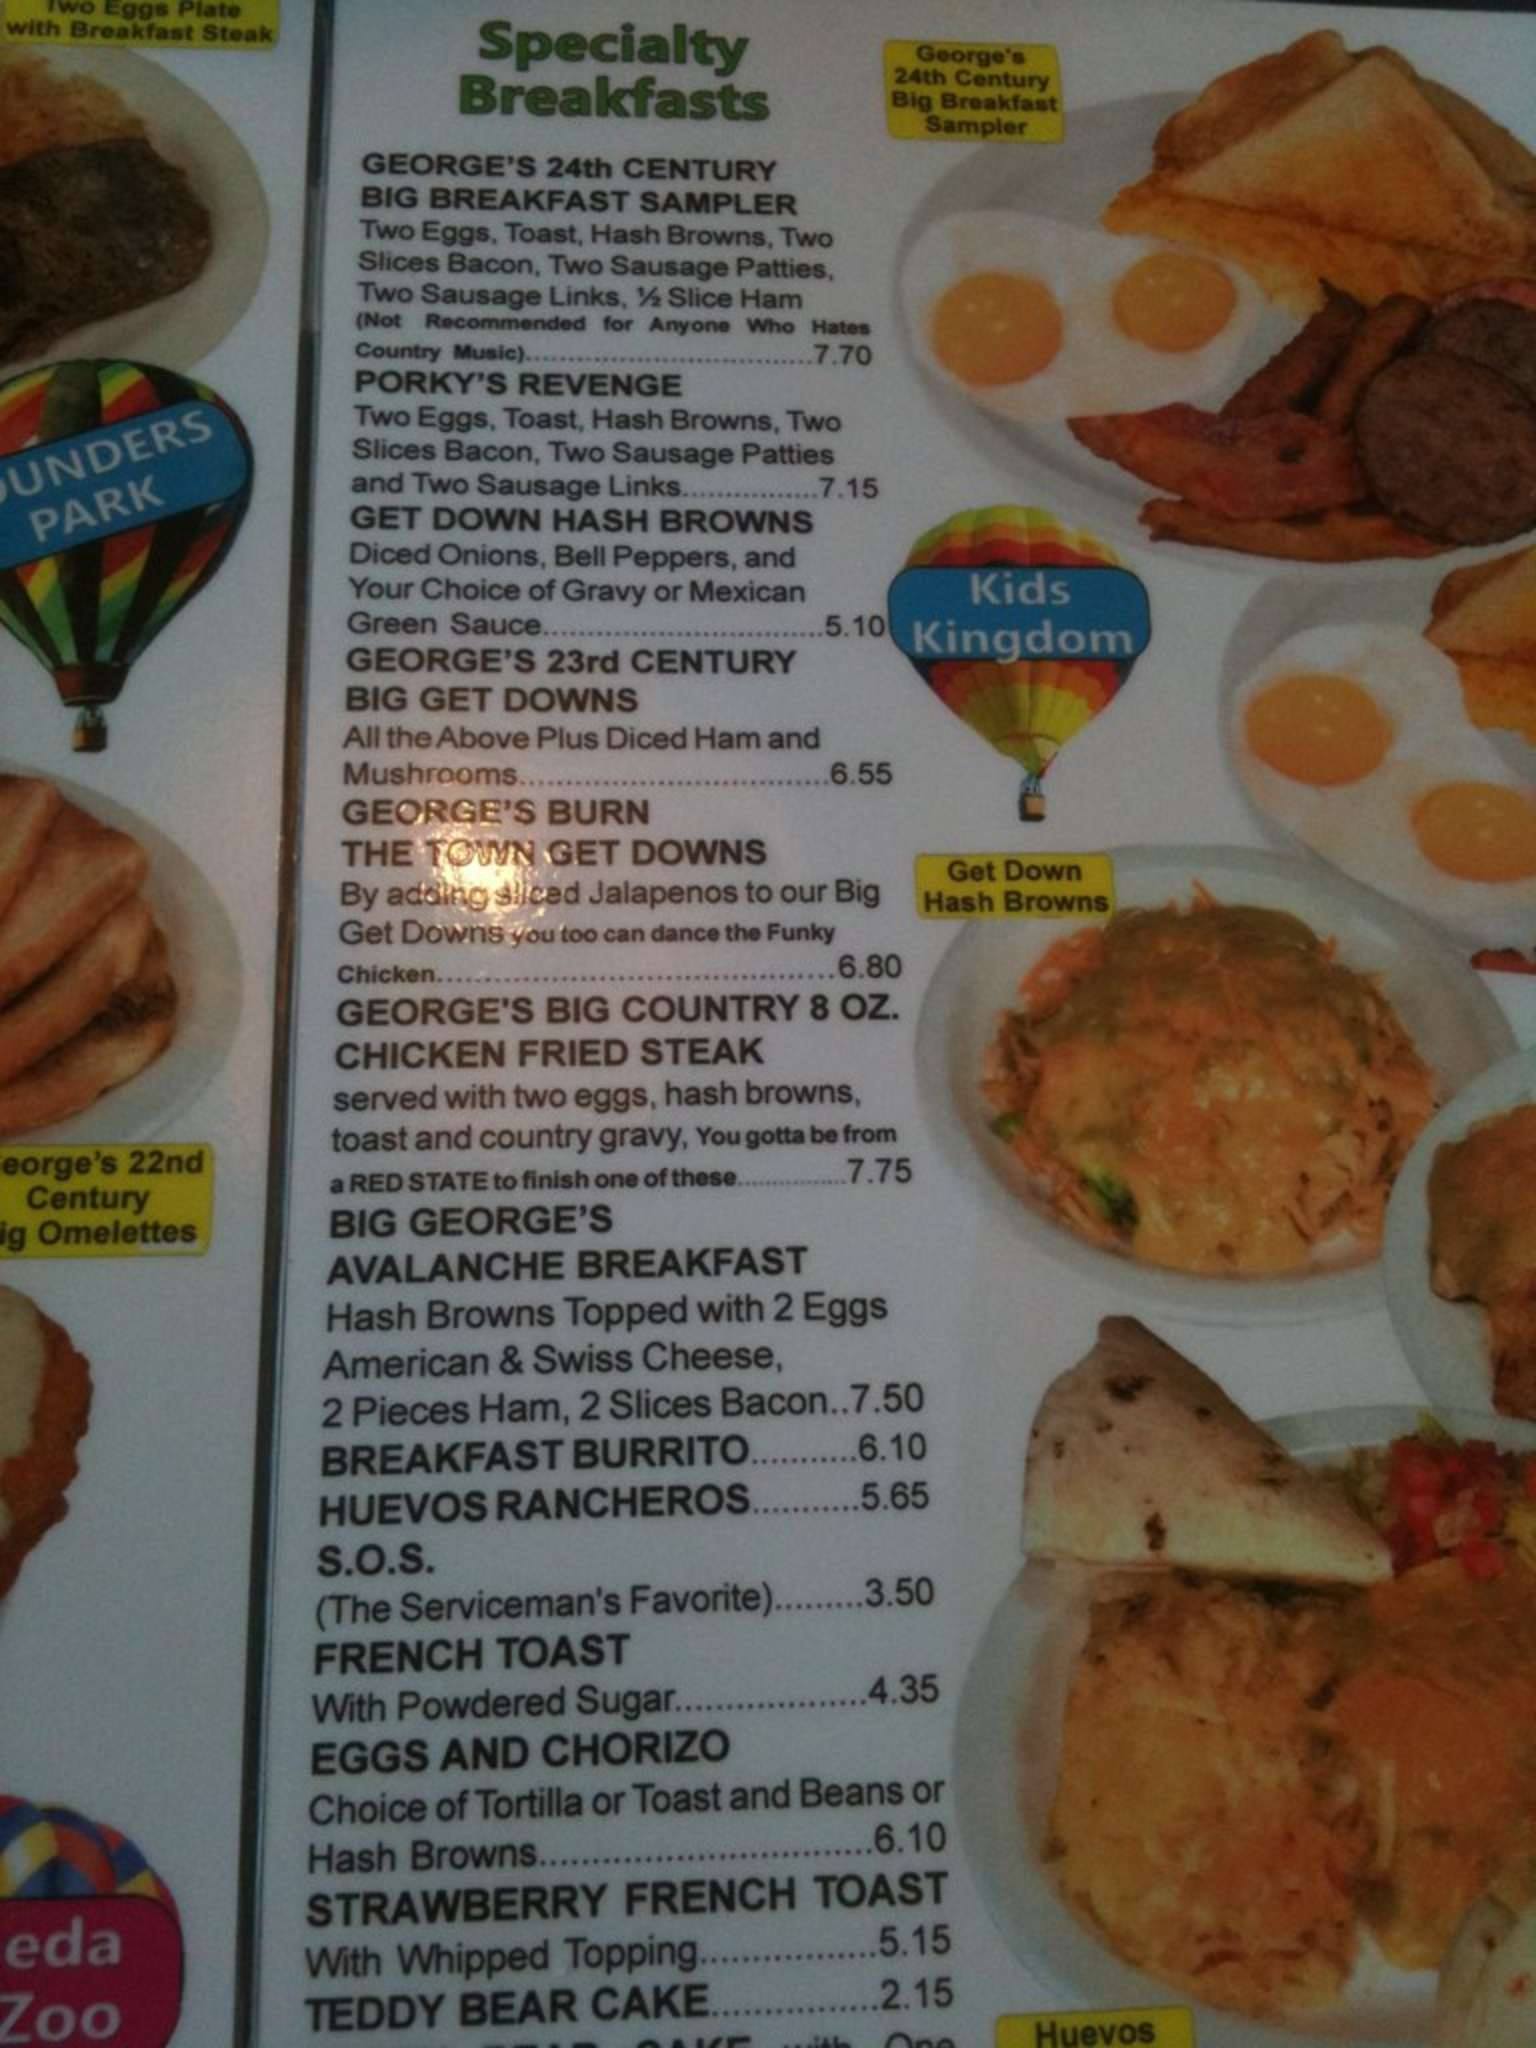 Two Eggs Plate
with Breakfast Steak
UNDERS
PARK
eorge's 22nd
Century
ig Omelettes
eda
Zoo
Specialty
Breakfasts
GEORGE'S 24th CENTURY
BIG BREAKFAST SAMPLER
Two Eggs, Toast, Hash Browns, Two
Slices Bacon, Two Sausage Patties,
Two Sausage Links, ½ Slice Ham
(Not Recommended for Anyone Who Hates
Country Music)................................7.70
PORKY'S REVENGE
Two Eggs, Toast, Hash Browns, Two
Slices Bacon, Two Sausage Patties
and Two Sausage Links................7.15
GET DOWN HASH BROWNS
Diced Onions, Bell Peppers, and
Your Choice of Gravy or Mexican
Green Sauce................................5.10
GEORGE'S 23rd CENTURY
BIG GET DOWNS
All the Above Plus Diced Ham and
Mushrooms..................................6.55
GEORGE'S BURN
THE TOWN GET DOWNS
By adding sliced Jalapenos to our Big
Get Downs you too can dance the Funky
Chicken..........................................6.80
GEORGE'S BIG COUNTRY 8 OZ.
CHICKEN FRIED STEAK
served with two eggs, hash browns,
toast and country gravy, You gotta be from
a RED STATE to finish one of these................7.75
BIG GEORGE'S
AVALANCHE BREAKFAST
Hash Browns Topped with 2 Eggs
American & Swiss Cheese,
2 Pieces Ham, 2 Slices Bacon..7.50
BREAKFAST BURRITO...........6.10
HUEVOS RANCHEROS...........5.65
S.O.S.
(The Serviceman's Favorite).........3.50
FRENCH TOAST
With Powdered Sugar...................4.35
EGGS AND CHORIZO
Choice of Tortilla or Toast and Beans or
Hash Browns................................6.10
STRAWBERRY FRENCH TOAST
With Whipped Topping.................5.15
TEDDY BEAR CAKE................2.15
BEAR CAKE with One
George's
24th Century
Big Breakfast
Sampler
Kids
Kingdom
Get Down
Hash Browns
Huevos